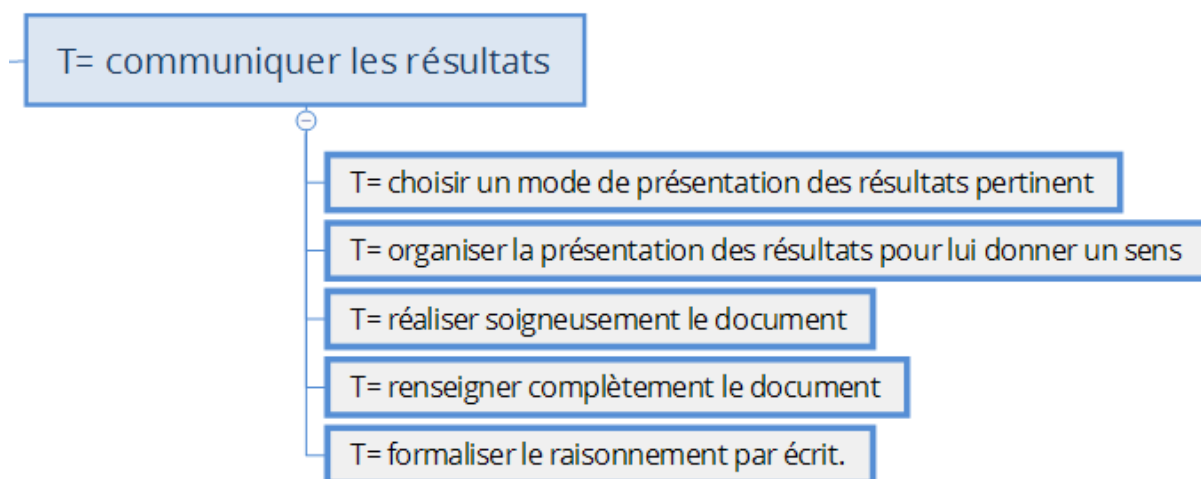 T= communiquer les résultats
T= choisir un mode de présentation des résultats pertinent
T= organiser la présentation des résultats pour lui donner un sens
T= réaliser soigneusement le document
T= renseigner complètement le document
T= formaliser le raisonnement par écrit.